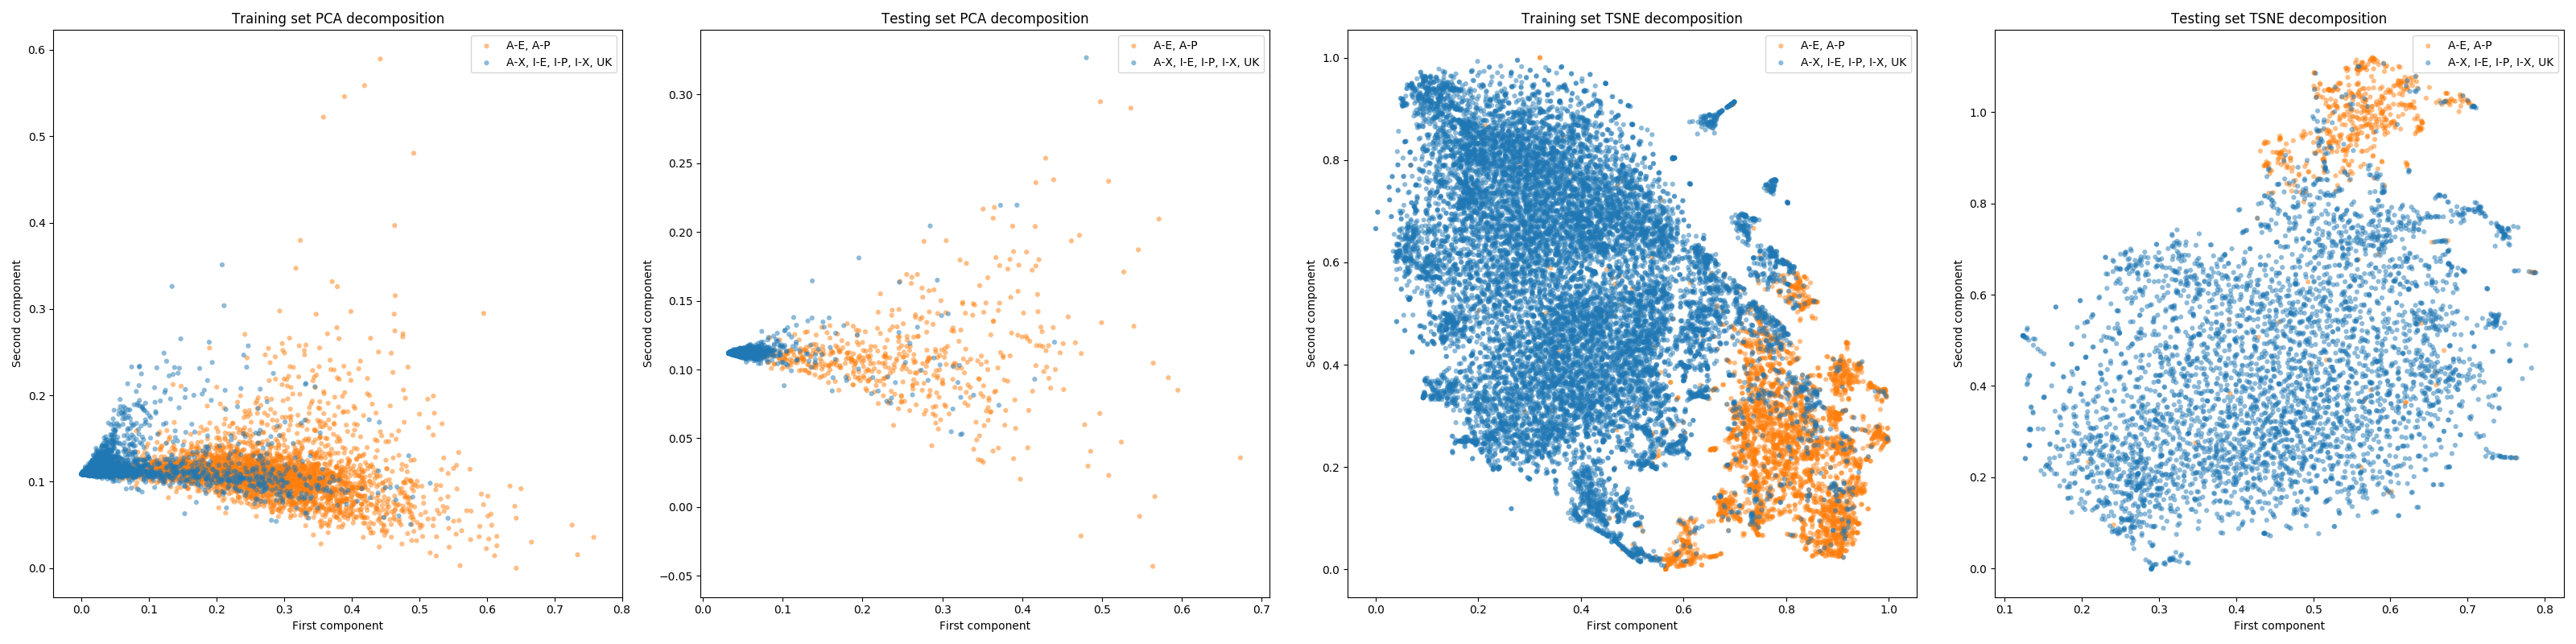 Training set PCA decomposition
A-E, A-P
A-X, I-E, I-P, I-X, UK
Second component
0.6
0.5
0.4
0.3
0.2
0.1
0.0
0.0 0.1 0.2 0.3 0.4 0.5 0.6 0.7 0.8
First component
Testing set PCA decomposition
A-E, A-P
A-X, I-E, I-P, I-X, UK
Second component
0.30
0.25
0.20
0.15
0.10
0.05
0.00
−0.05
0.0 0.1 0.2 0.3 0.4 0.5 0.6 0.7
First component
Training set TSNE decomposition
A-E, A-P
A-X, I-E, I-P, I-X, UK
Second component
1.0
0.8
0.6
0.4
0.2
0.0
0.0 0.2 0.4 0.6 0.8 1.0
First component
Testing set TSNE decomposition
A-E, A-P
A-X, I-E, I-P, I-X, UK
Second component
1.0
0.8
0.6
0.4
0.2
0.0
0.1 0.2 0.3 0.4 0.5 0.6 0.7 0.8
First component